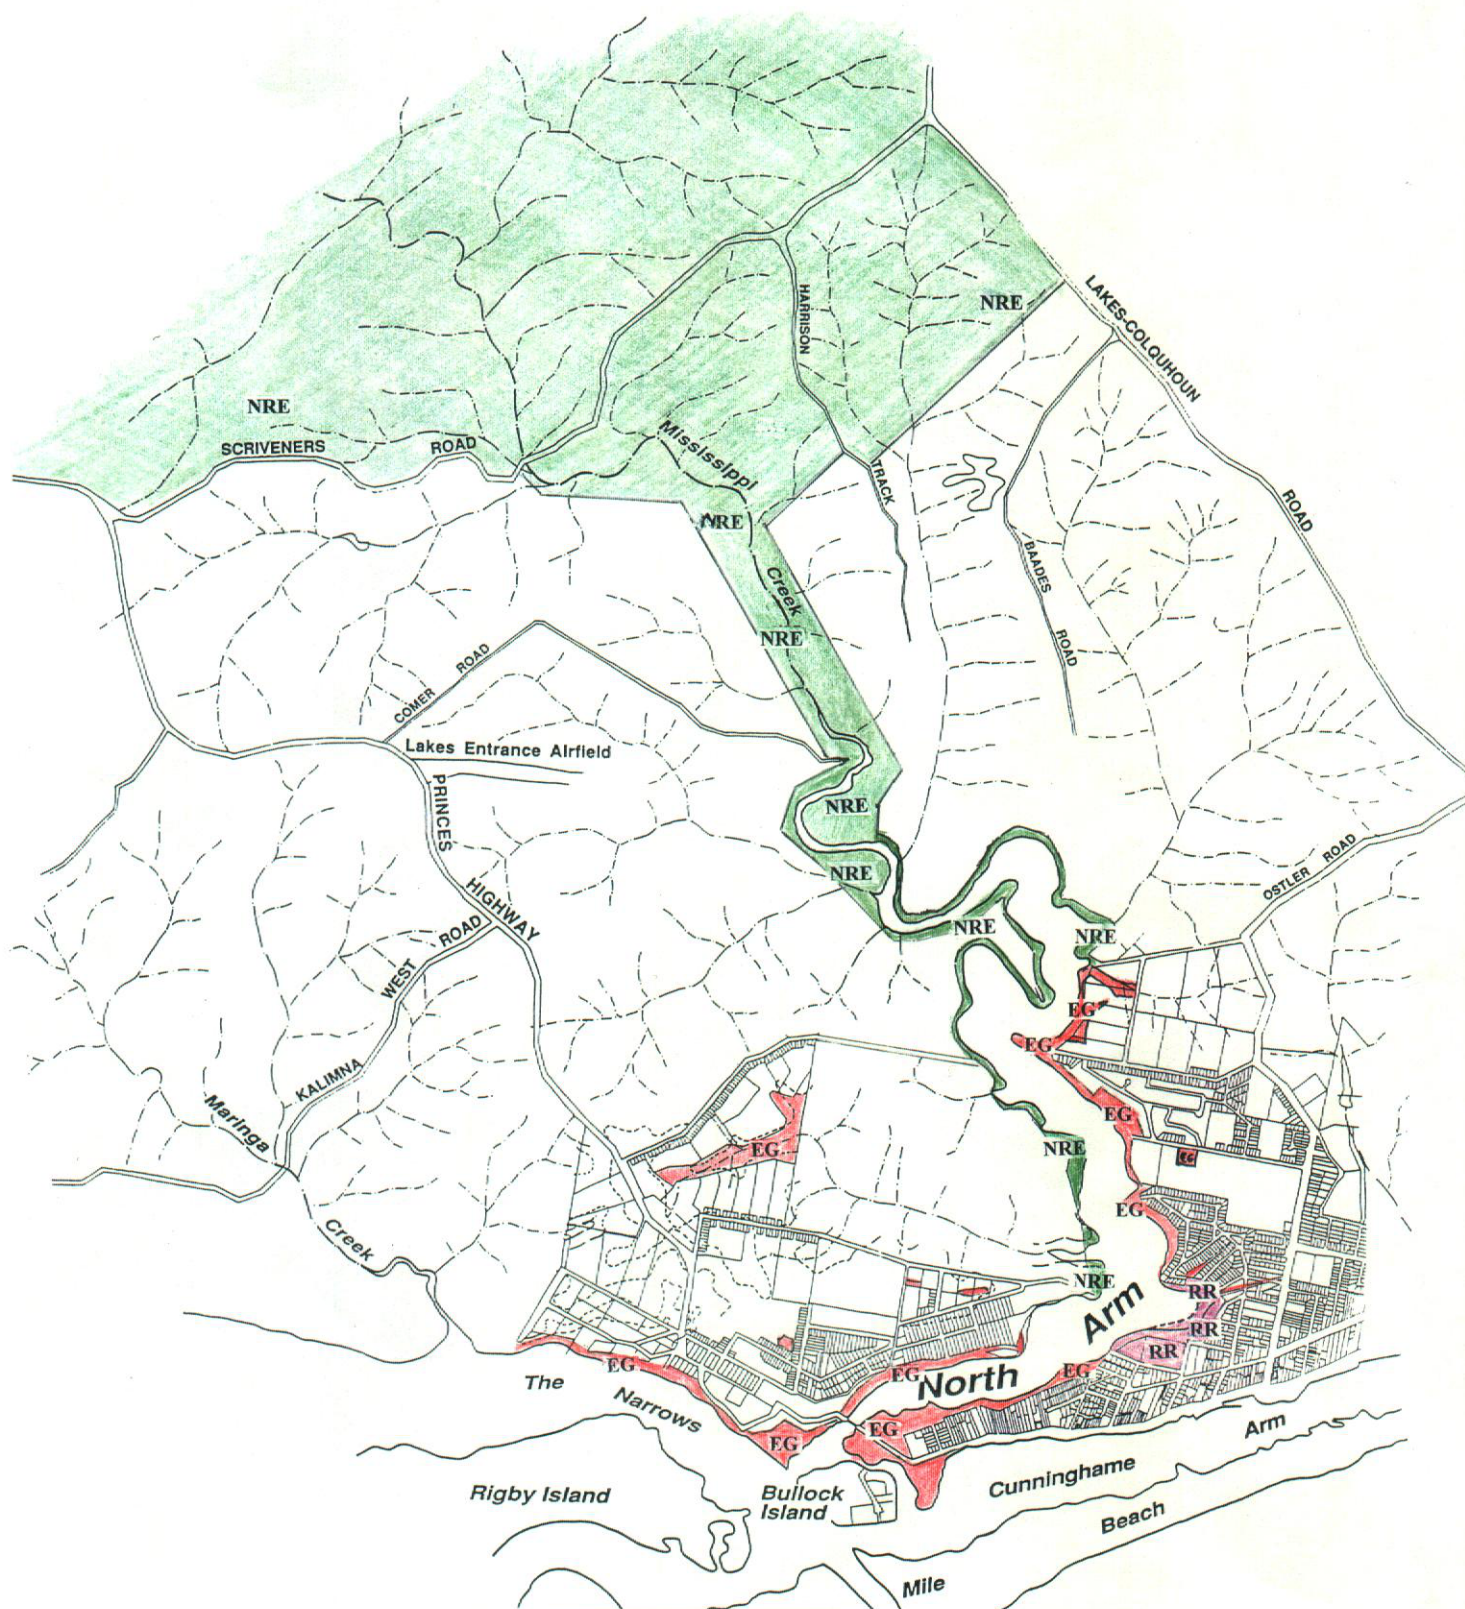 LAKES-COLQUHOUN
ROAD
HARRISON
TRACK
NRE
NRE
SCRIVENERS
ROAD
Mississippi
Creek
NRE
NRE
BAADES
ROAD
COMER
ROAD
Lakes Entrance Airfield
PRINCES
HIGHWAY
NRE
NRE
OSTLER
ROAD
KALIMNA
WEST
ROAD
NRE
NRE
EG
EG
EG
Maringa
Creek
EG
NRE
EG
EG
NRE
RR
RR
RR
North
Arm
EG
EG
EG
The
Narrows
EG
EG
Rigby Island
Bullock
Island
Cunninghame
Arm
Mile
Beach